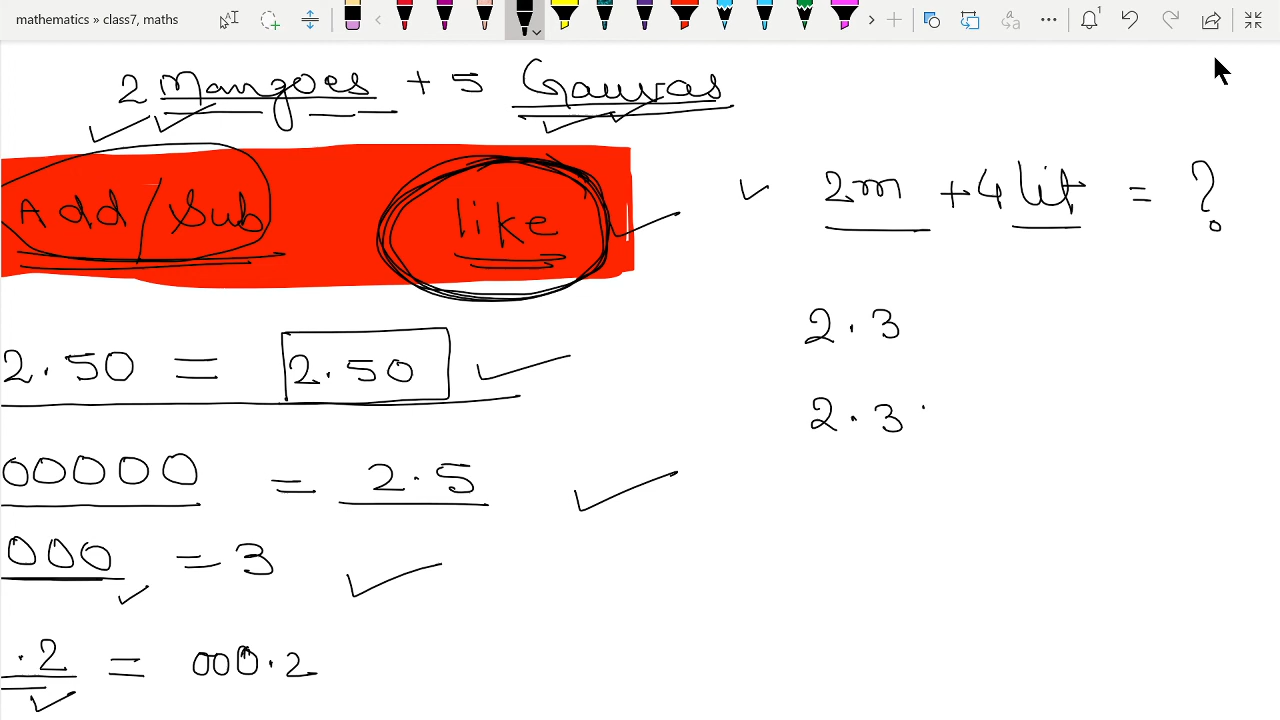 mathematics » class7, maths
2 Mangoes + 5 Gauvas
Add/Sub like
2m + 4 lit = ?
2.3
2.50 = 2.50
2.3
00000 = 2.5
000 = 3
.2 = 000.2